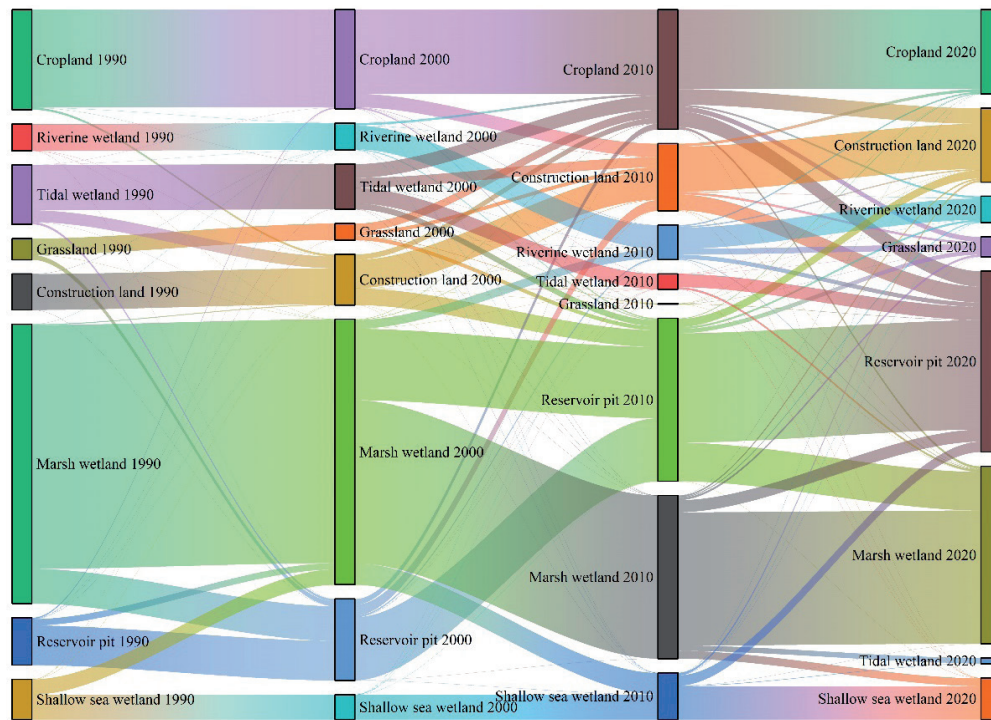 Cropland 1990
Riverine wetland 1990
Tidal wetland 1990
Grassland 1990
Construction land 1990
Marsh wetland 1990
Reservoir pit 1990
Shallow sea wetland 1990
Cropland 2000
Riverine wetland 2000
Tidal wetland 2000
Grassland 2000
Construction land 2000
Marsh wetland 2000
Reservoir pit 2000
Shallow sea wetland 2000
Cropland 2010
Construction land 2010
Riverine wetland 2010
Tidal wetland 2010
Grassland 2010
Reservoir pit 2010
Marsh wetland 2010
Shallow sea wetland 2010
Cropland 2020
Construction land 2020
Riverine wetland 2020
Grassland 2020
Reservoir pit 2020
Marsh wetland 2020
Tidal wetland 2020
Shallow sea wetland 2020